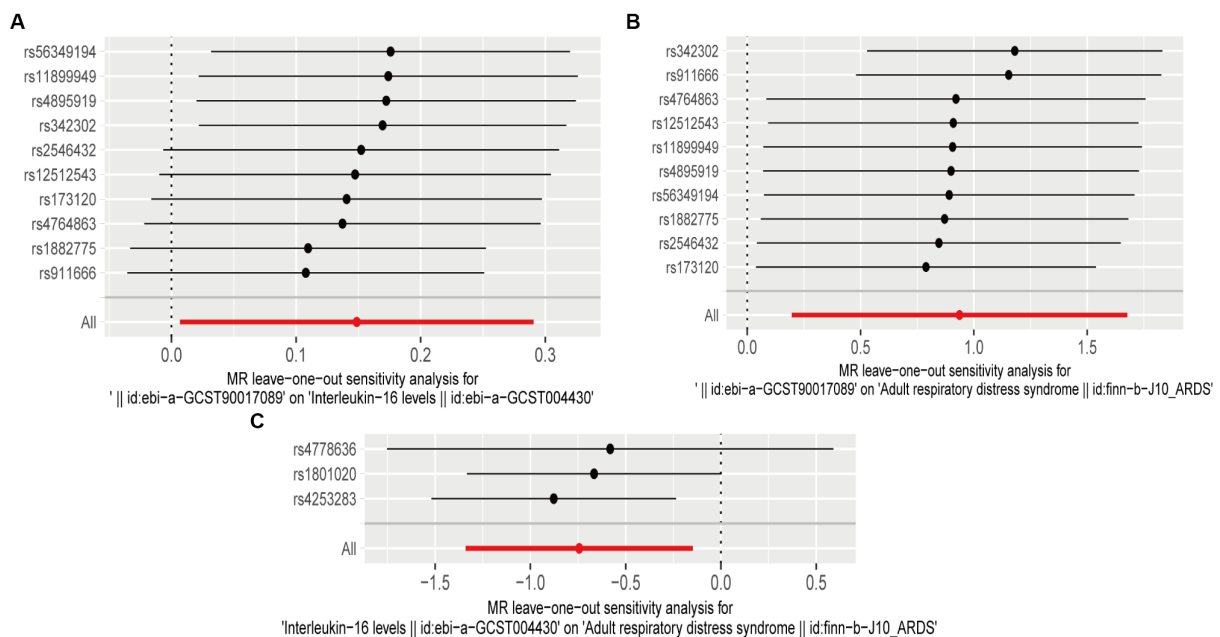 A
rs56349194
rs11899949
rs4895919
rs342302
rs2546432
rs12512543
rs173120
rs4764863
rs1882775
rs911666
All
0.0 0.1 0.2 0.3
MR leave−one−out sensitivity analysis for
' || id:ebi−a−GCST90017089' on 'Interleukin−16 levels || id:ebi−a−GCST004430'
B
rs342302
rs911666
rs4764863
rs12512543
rs11899949
rs4895919
rs56349194
rs1882775
rs2546432
rs173120
All
0.0 0.5 1.0 1.5
MR leave−one−out sensitivity analysis for
' || id:ebi−a−GCST90017089' on 'Adult respiratory distress syndrome || id:finn−b−J10_ARDS'
C
rs4778636
rs1801020
rs4253283
All
−1.5 −1.0 −0.5 0.0 0.5
MR leave−one−out sensitivity analysis for
'Interleukin−16 levels || id:ebi−a−GCST004430' on 'Adult respiratory distress syndrome || id:finn−b−J10_ARDS'